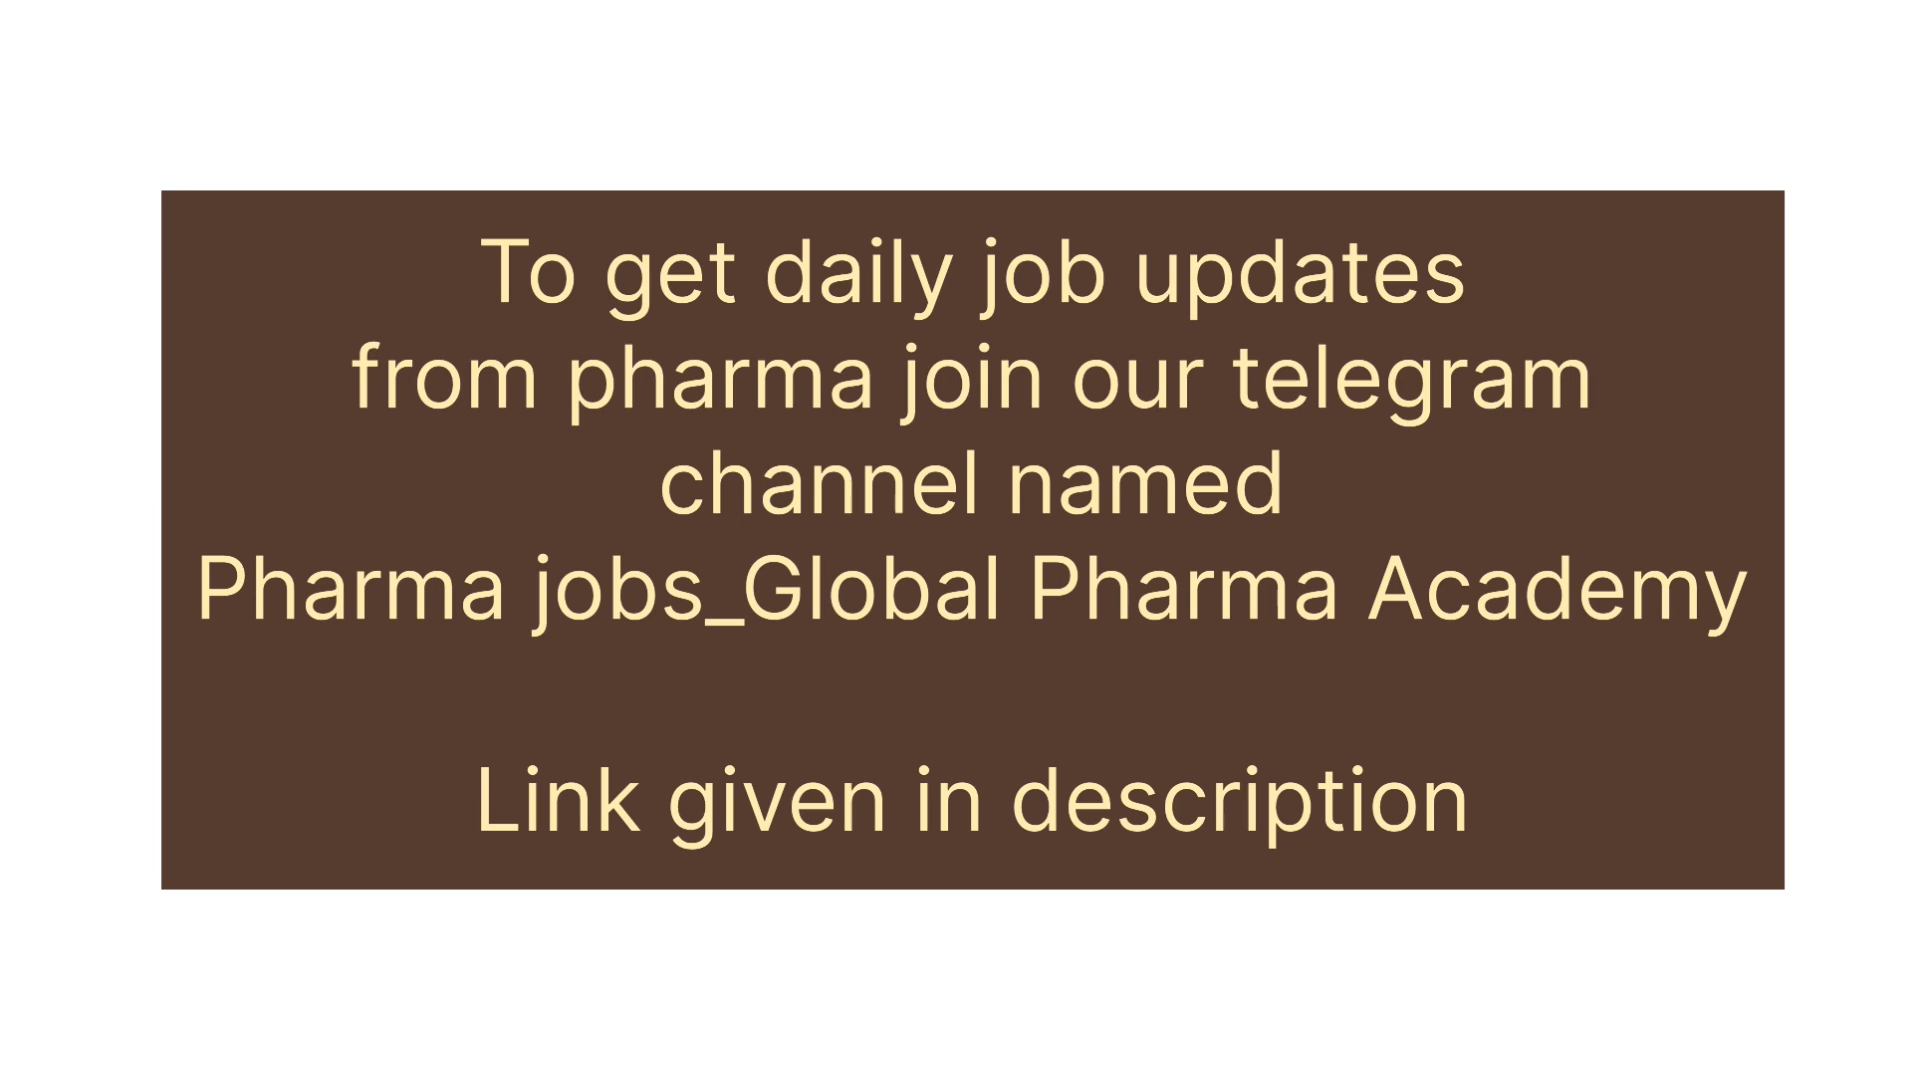 To get daily job updates
from pharma join our telegram
channel named
Pharma jobs_Global Pharma Academy
Link given in description